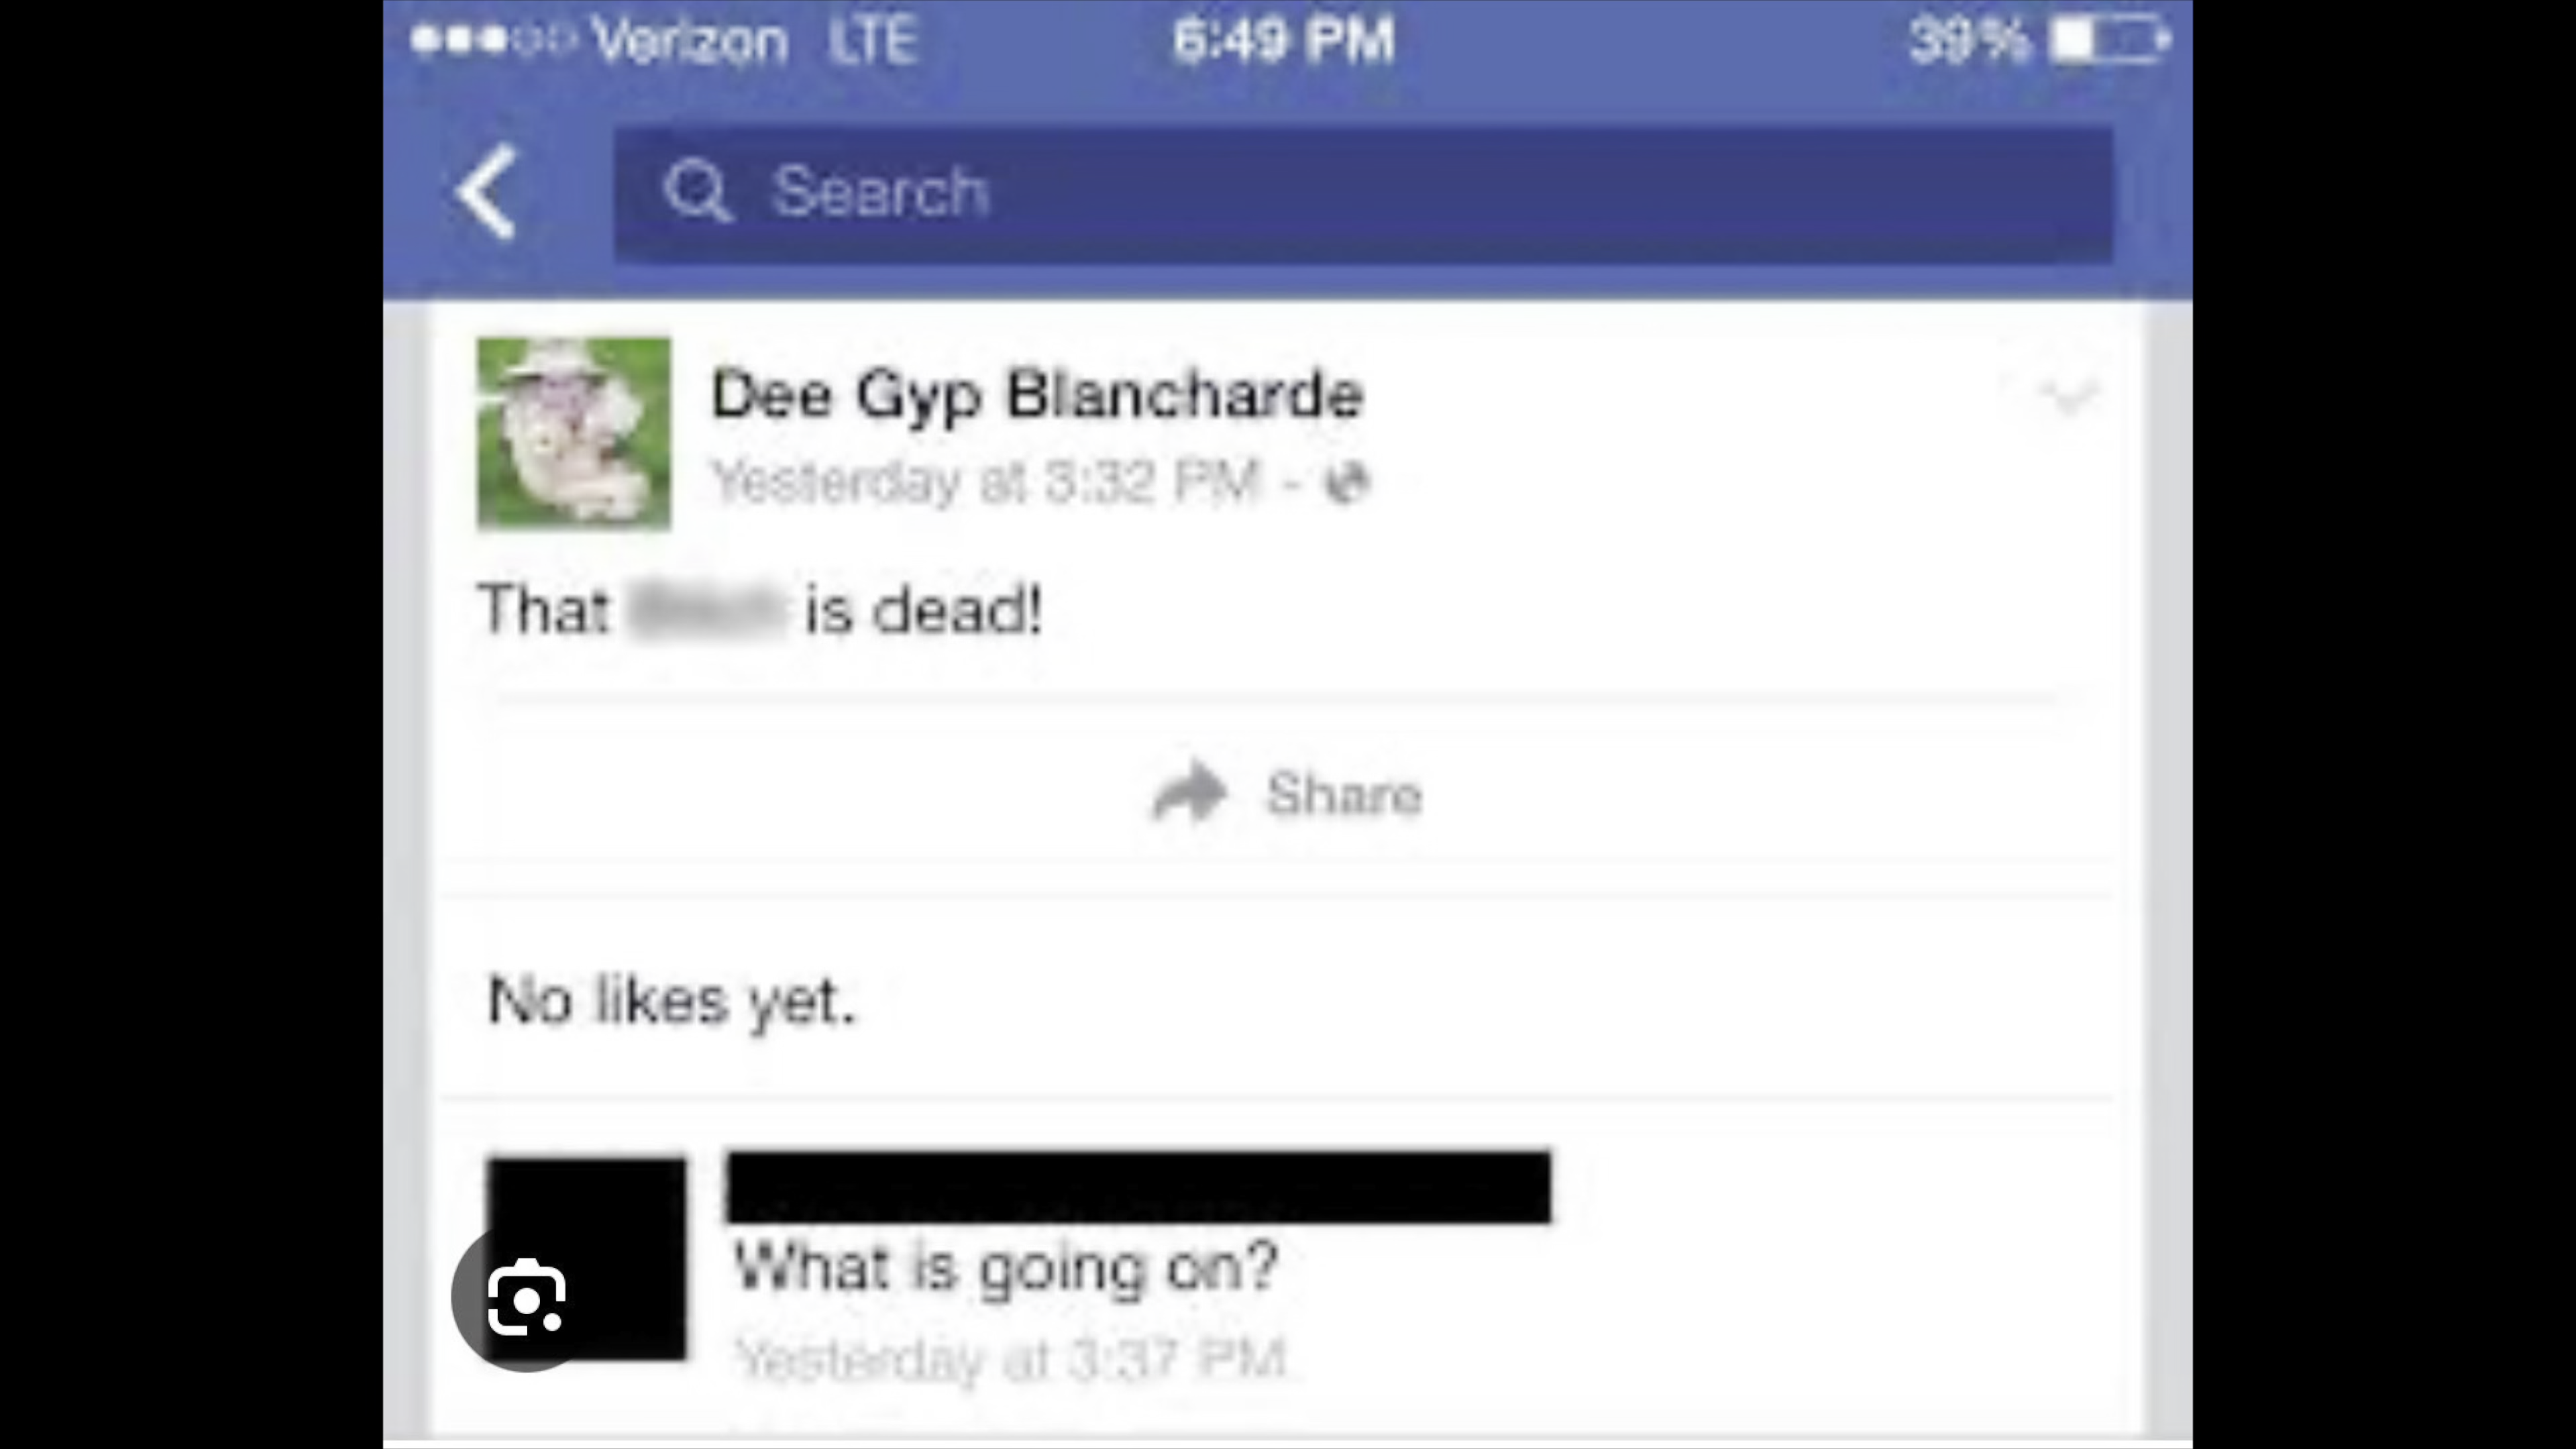 Verizon LTE 6:49 PM 39%
Search
Dee Gyp Blancharde
Yesterday at 3:32 PM -
That is dead!
Share
No likes yet.
What is going on?
Yesterday at 3:37 PM